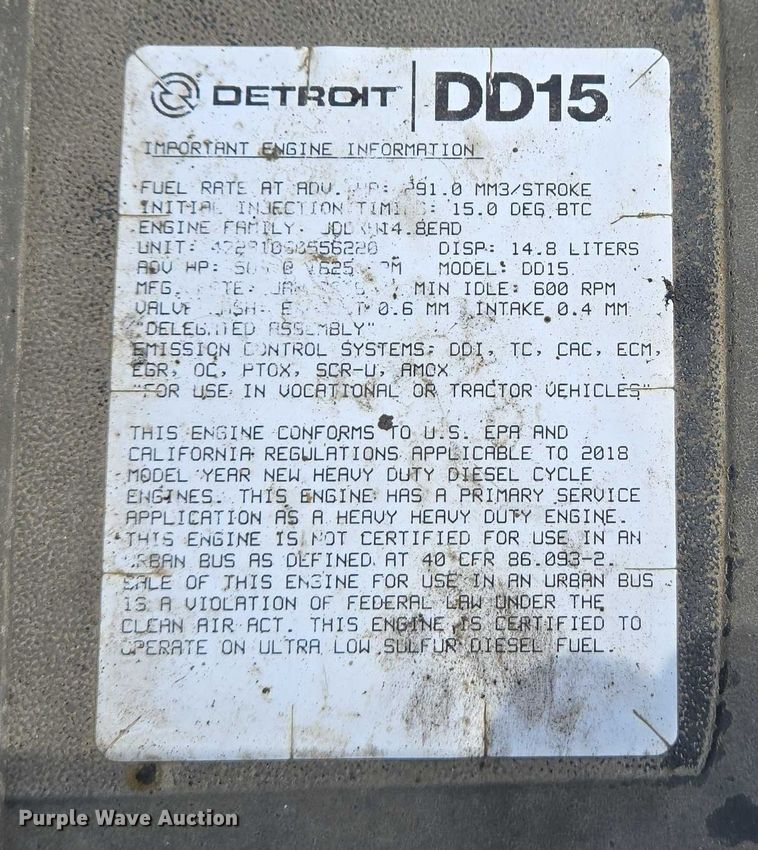 DETROIT DD15
IMPORTANT ENGINE INFORMATION
FUEL RATE AT ADV. MM3/STROKE
INITIAL INJECTION 15.0 DEG BTC
ENGINE FAMILY:
UNIT: DISP: 14.8 LITERS
ADV HP: MODEL: DD15
MFG. MIN IDLE: 600 RPM
0.6 MM INTAKE 0.4 MM
"DELEGATED ASSEMBLY"
EMISSION CONTROL SYSTEMS: DDI, TC, CAC, ECM,
EGR, OC, PTOX, SCR-U, AMOX
"FOR USE IN VOCATIONAL OR TRACTOR VEHICLES"
THIS ENGINE CONFORMS TO U.S. EPA AND
CALIFORNIA REGULATIONS APPLICABLE TO 2018
MODEL YEAR NEW HEAVY DUTY DIESEL CYCLE
ENGINES. THIS ENGINE HAS A PRIMARY SERVICE
APPLICATION AS A HEAVY HEAVY DUTY ENGINE.
THIS ENGINE IS NOT CERTIFIED FOR USE IN AN
URBAN BUS AS DEFINED AT 40 CFR 86.093-2.
SALE OF THIS ENGINE FOR USE IN AN URBAN BUS
IS A VIOLATION OF FEDERAL LAW UNDER THE
CLEAN AIR ACT. THIS ENGINE IS CERTIFIED TO
OPERATE ON ULTRA LOW SULFUR DIESEL FUEL.
Purple Wave Auction